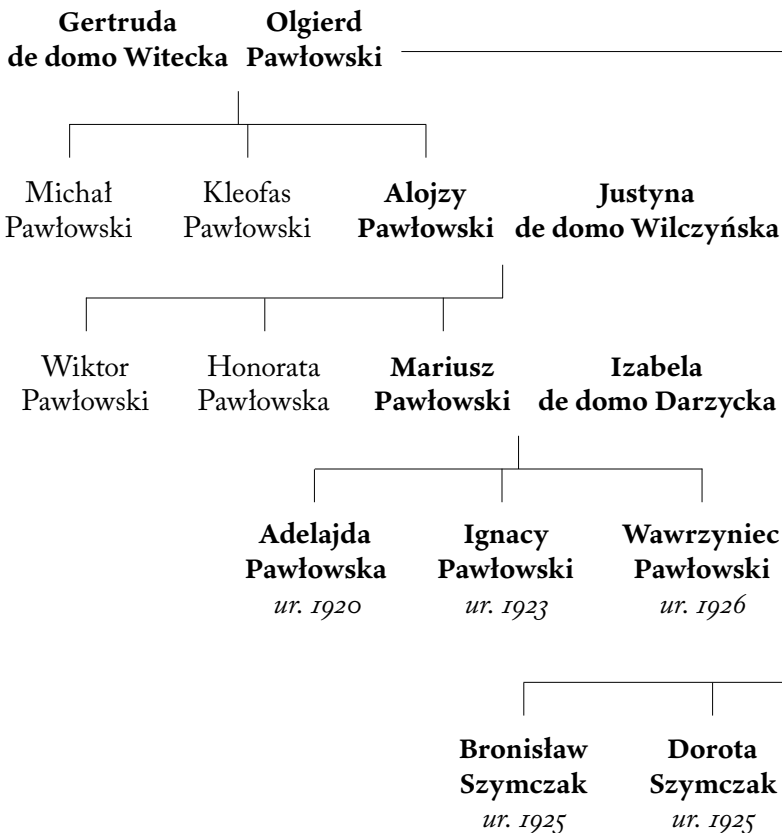 Gertruda Olgierd
de domo Witecka Pawłowski
Michał Kleofas Alojzy Justyna
Pawłowski Pawłowski Pawłowski de domo Wilczyńska
Wiktor Honorata Mariusz Izabela
Pawłowski Pawłowska Pawłowski de domo Darzycka
Adelajda Ignacy Wawrzyniec
Pawłowska Pawłowski Pawłowski
ur. 1920 ur. 1923 ur. 1926
Bronisław Dorota
Szymczak Szymczak
ur. 1925 ur. 1925